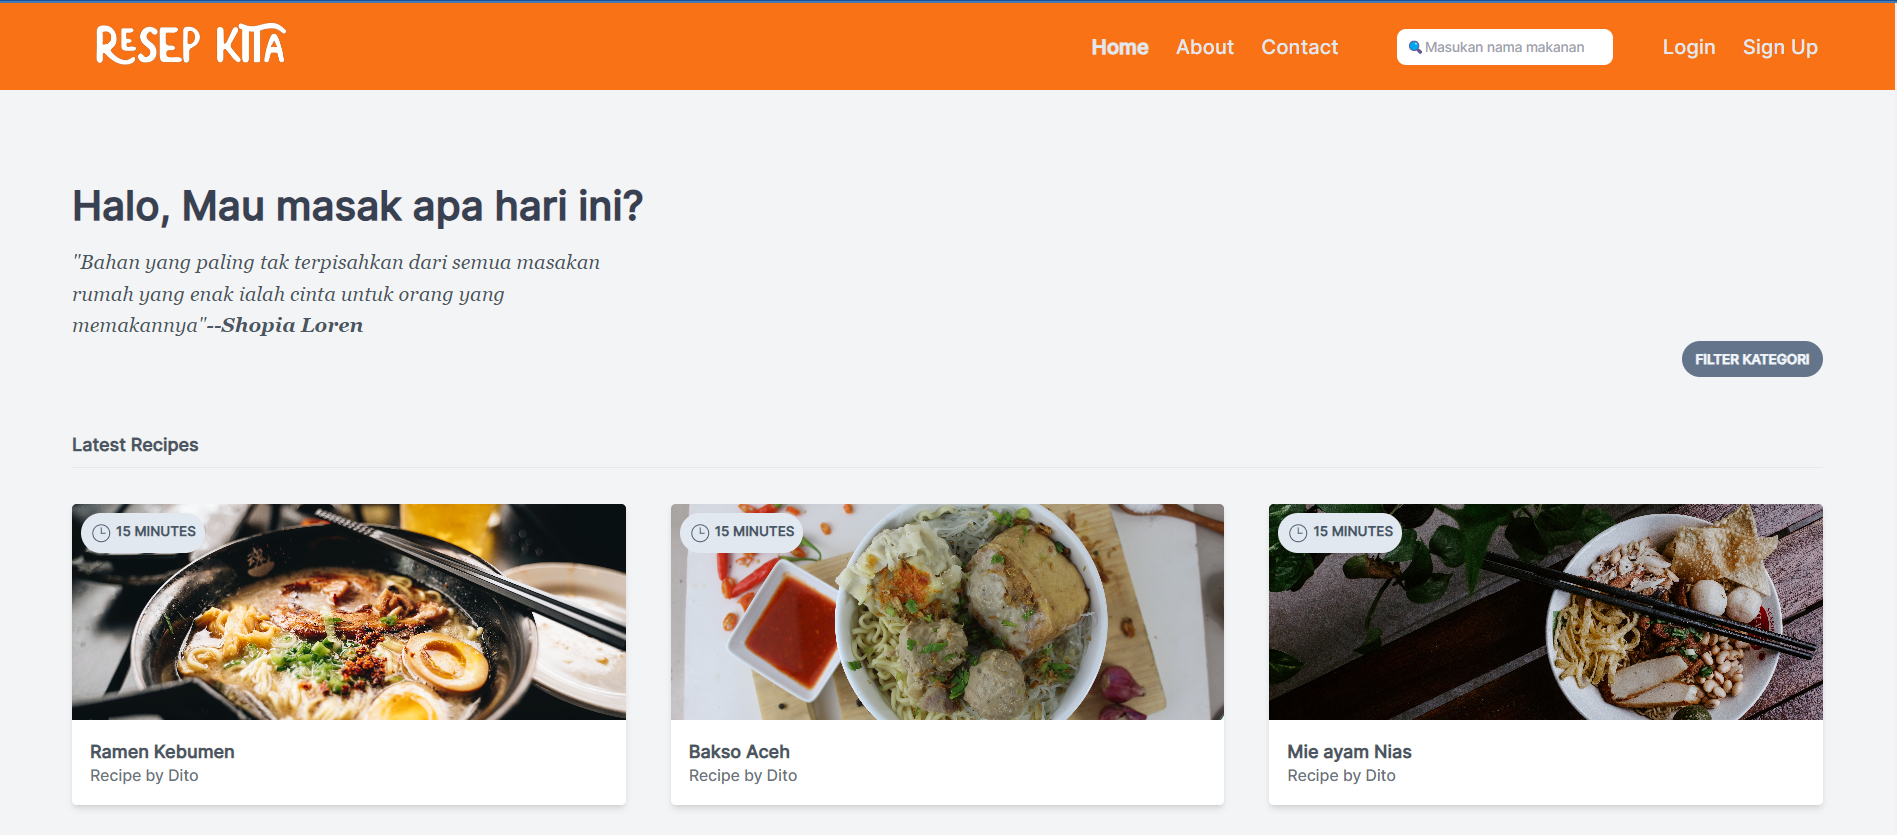 RESEP KITA
Home About Contact
Masukan nama makanan
Login Sign Up
Halo, Mau masak apa hari ini?
"Bahan yang paling tak terpisahkan dari semua masakan
rumah yang enak ialah cinta untuk orang yang
memakannya"--Shopia Loren
FILTER KATEGORI
Latest Recipes
15 MINUTES
Ramen Kebumen
Recipe by Dito
15 MINUTES
Bakso Aceh
Recipe by Dito
15 MINUTES
Mie ayam Nias
Recipe by Dito